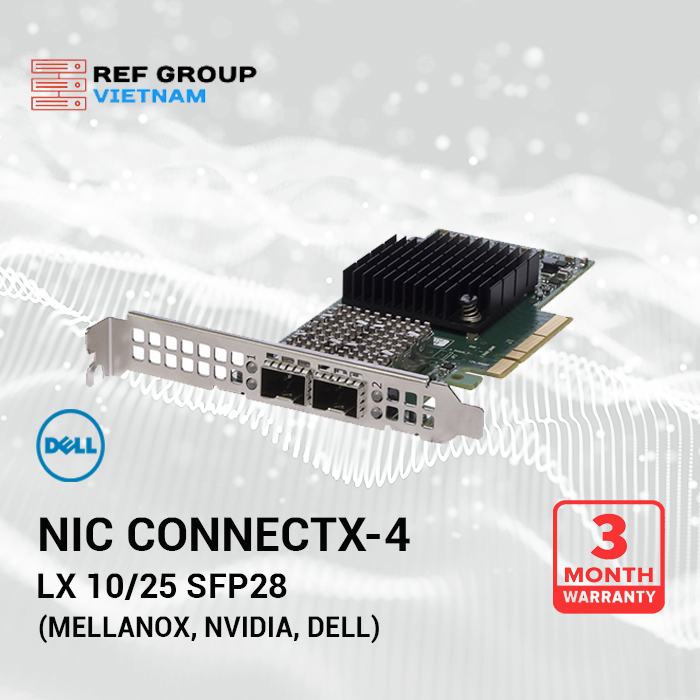 REF GROUP
VIETNAM
DELL
NIC CONNECTX-4
LX 10/25 SFP28
(MELLANOX, NVIDIA, DELL)
3
MONTH
WARRANTY